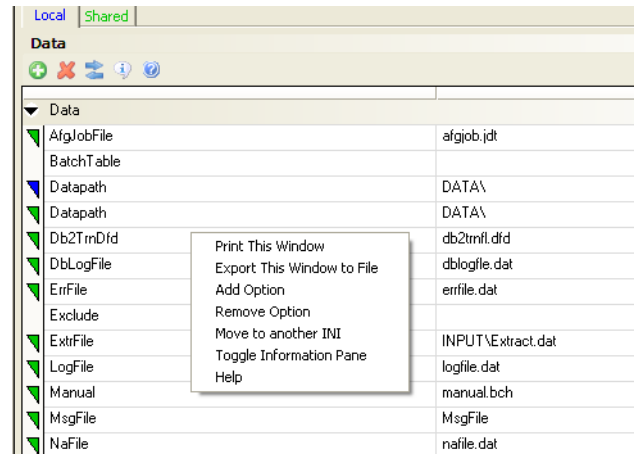 Local Shared
Data
Data
AfgJobFile afgjob.jdt
BatchTable
Datapath DATA\
Datapath DATA\
Db2TrnDfd db2trnfl.dfd
DbLogFile dblogfle.dat
ErrFile errfile.dat
Exclude
ExtrFile INPUT\Extract.dat
LogFile logfile.dat
Manual manual.bch
MsgFile MsgFile
NaFile nafile.dat
Print This Window
Export This Window to File
Add Option
Remove Option
Move to another INI
Toggle Information Pane
Help